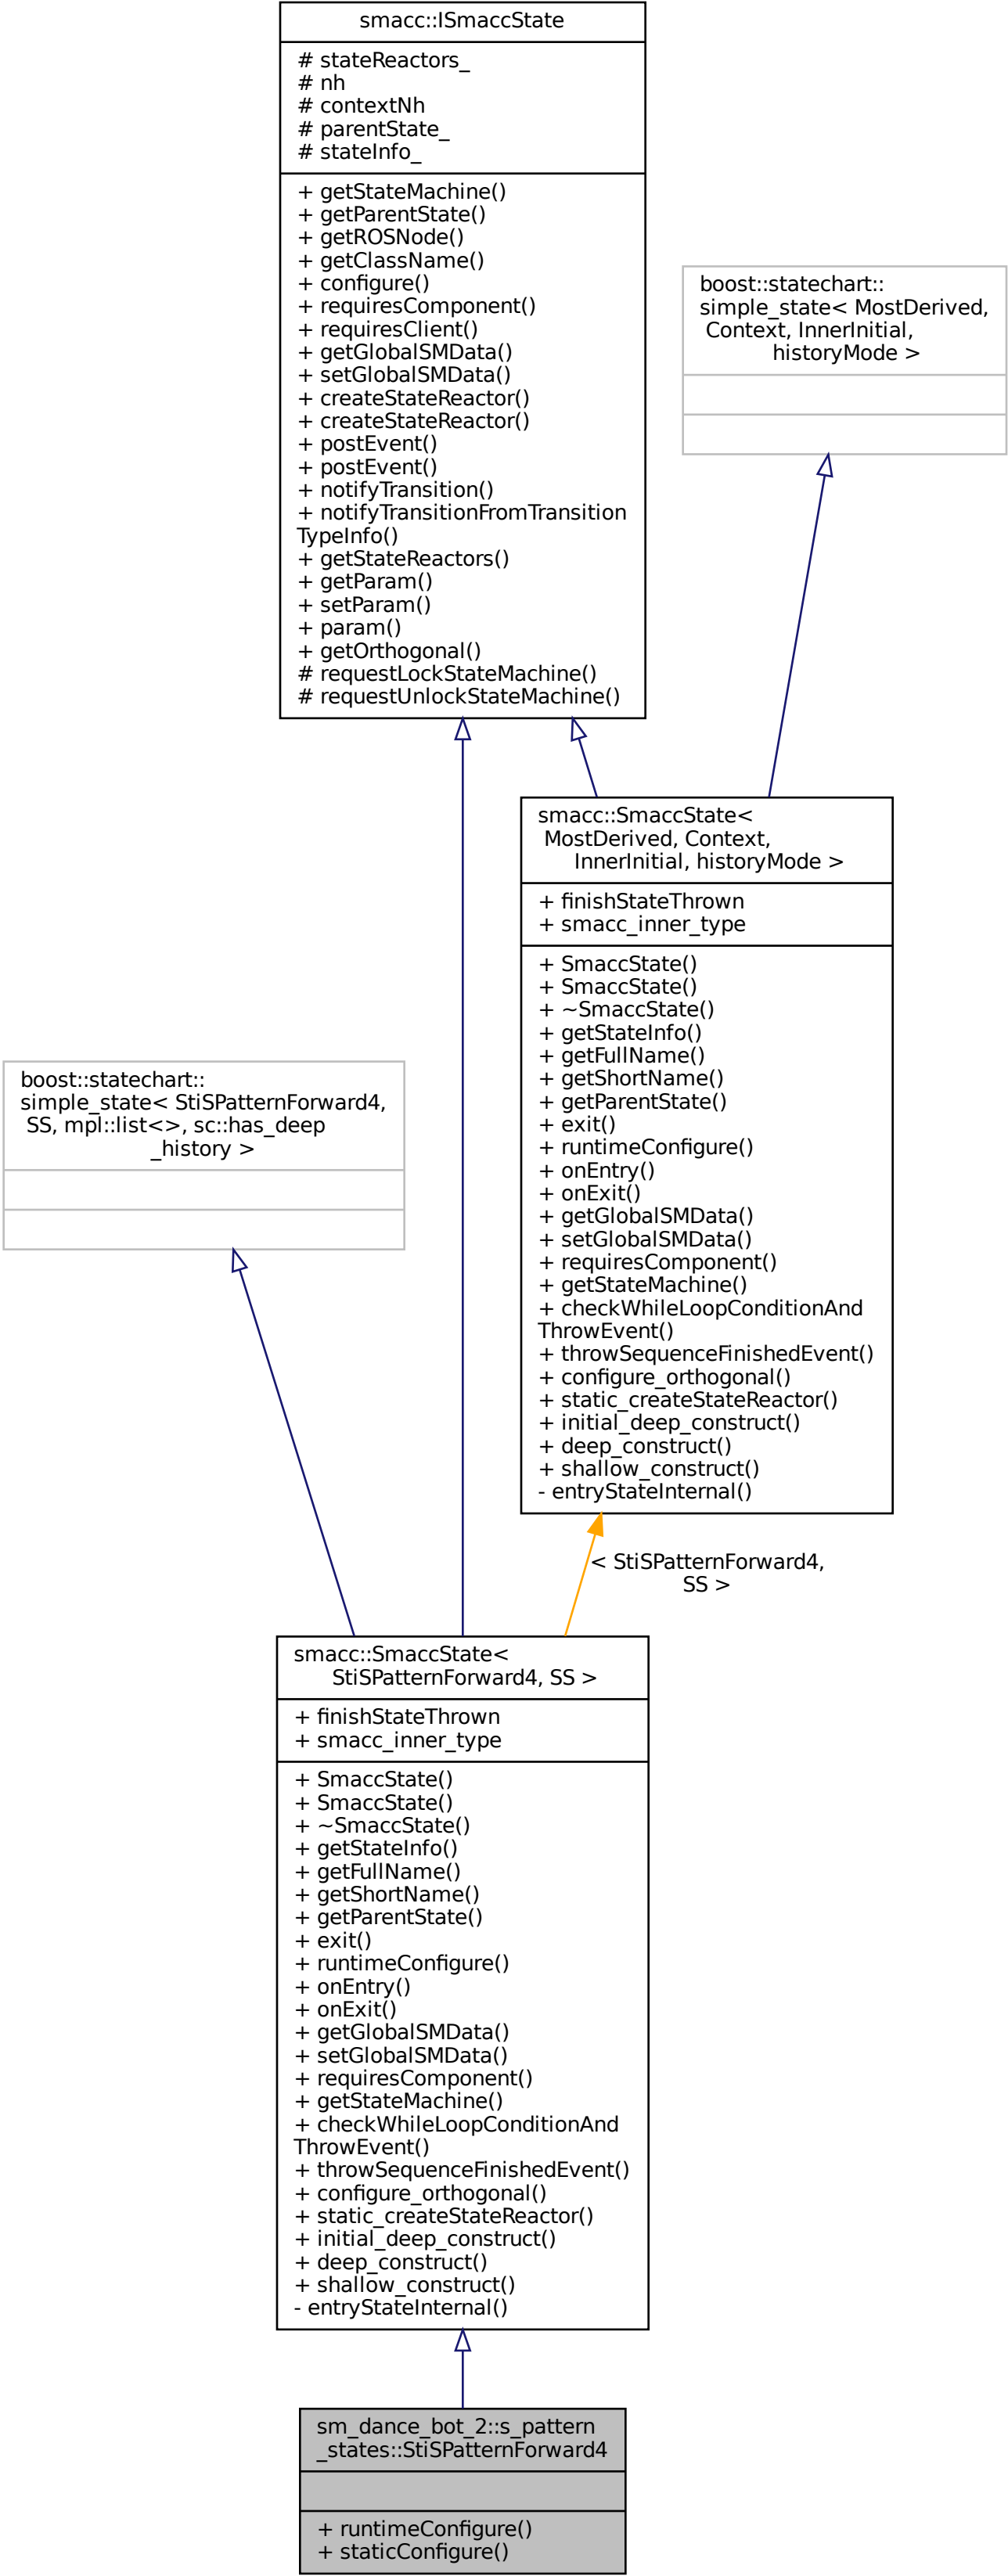 smacc::ISmaccState
# stateReactors_
# nh
# contextNh
# parentState_
# stateInfo_
+ getStateMachine()
+ getParentState()
+ getROSNode()
+ getClassName()
+ configure()
+ requiresComponent()
+ requiresClient()
+ getGlobalSMData()
+ setGlobalSMData()
+ createStateReactor()
+ createStateReactor()
+ postEvent()
+ postEvent()
+ notifyTransition()
+ notifyTransitionFromTransition
TypeInfo()
+ getStateReactors()
+ getParam()
+ setParam()
+ param()
+ getOrthogonal()
# requestLockStateMachine()
# requestUnlockStateMachine()
boost::statechart::
simple_state< MostDerived,
Context, InnerInitial,
historyMode >
smacc::SmaccState<
MostDerived, Context,
InnerInitial, historyMode >
+ finishStateThrown
+ smacc_inner_type
+ SmaccState()
+ SmaccState()
+ ~SmaccState()
+ getStateInfo()
+ getFullName()
+ getShortName()
+ getParentState()
+ exit()
+ runtimeConfigure()
+ onEntry()
+ onExit()
+ getGlobalSMData()
+ setGlobalSMData()
+ requiresComponent()
+ getStateMachine()
+ checkWhileLoopConditionAnd
ThrowEvent()
+ throwSequenceFinishedEvent()
+ configure_orthogonal()
+ static_createStateReactor()
+ initial_deep_construct()
+ deep_construct()
+ shallow_construct()
- entryStateInternal()
boost::statechart::
simple_state< StiSPatternForward4,
SS, mpl::list<>, sc::has_deep
_history >
< StiSPatternForward4,
SS >
smacc::SmaccState<
StiSPatternForward4, SS >
+ finishStateThrown
+ smacc_inner_type
+ SmaccState()
+ SmaccState()
+ ~SmaccState()
+ getStateInfo()
+ getFullName()
+ getShortName()
+ getParentState()
+ exit()
+ runtimeConfigure()
+ onEntry()
+ onExit()
+ getGlobalSMData()
+ setGlobalSMData()
+ requiresComponent()
+ getStateMachine()
+ checkWhileLoopConditionAnd
ThrowEvent()
+ throwSequenceFinishedEvent()
+ configure_orthogonal()
+ static_createStateReactor()
+ initial_deep_construct()
+ deep_construct()
+ shallow_construct()
- entryStateInternal()
sm_dance_bot_2::s_pattern
_states::StiSPatternForward4
+ runtimeConfigure()
+ staticConfigure()